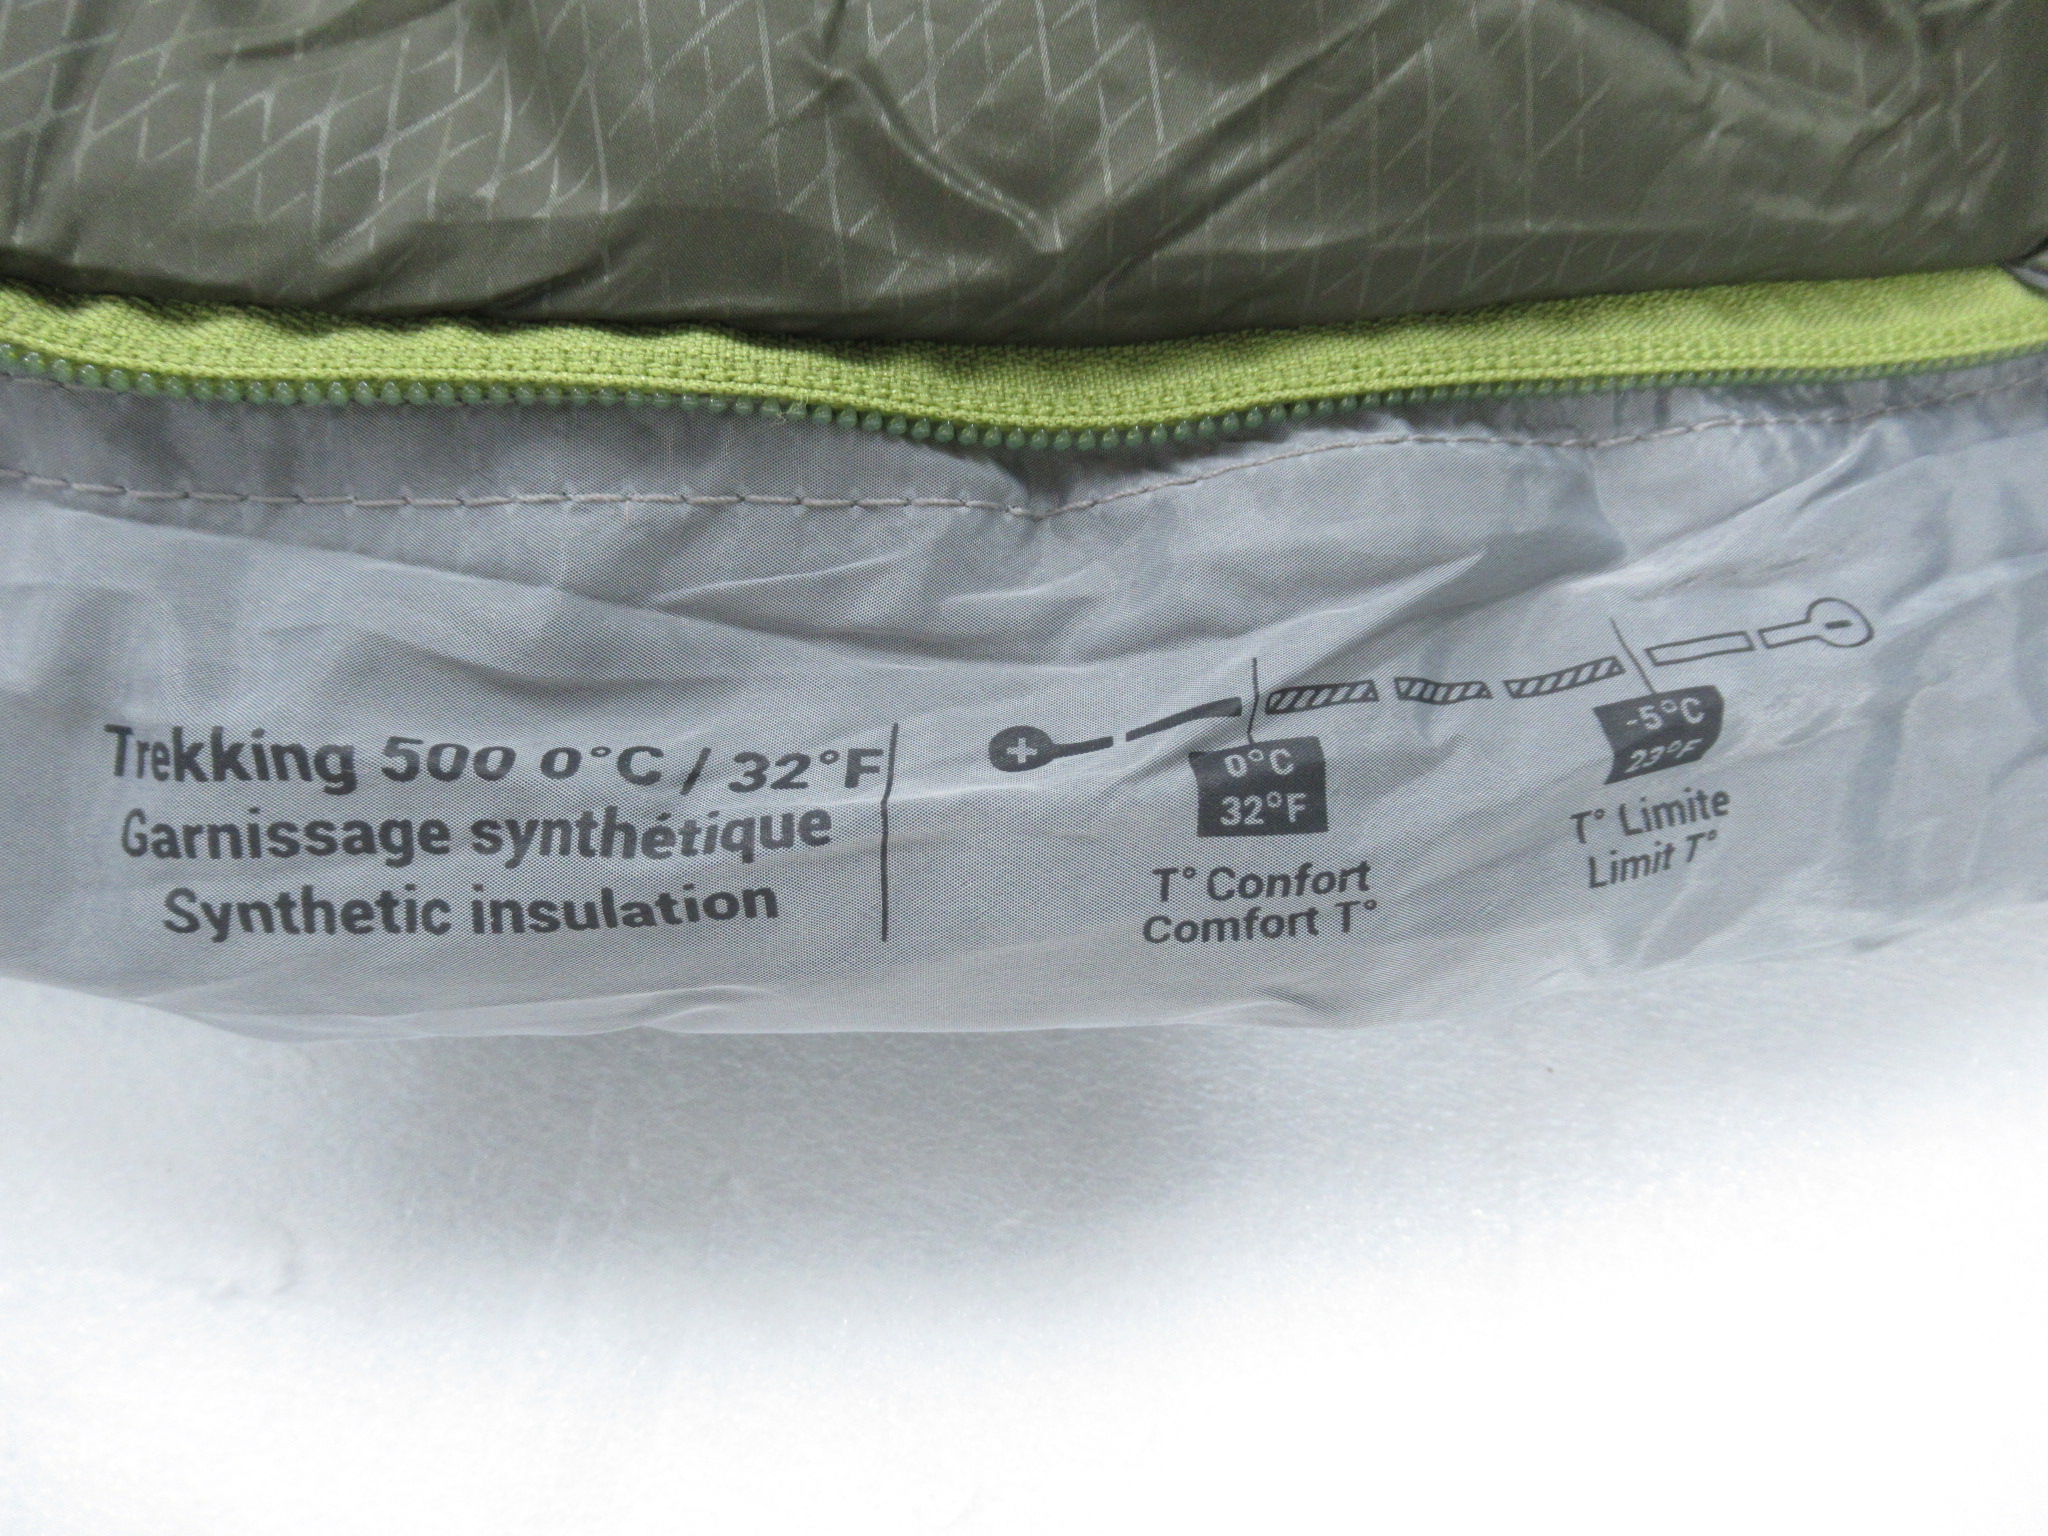 Trekking 500 0°C / 32°F
Garnissage synthétique
Synthetic insulation
+
0°C
32°F
T° Confort
Comfort T°
-
-5°C
23°F
T° Limite
Limit T°